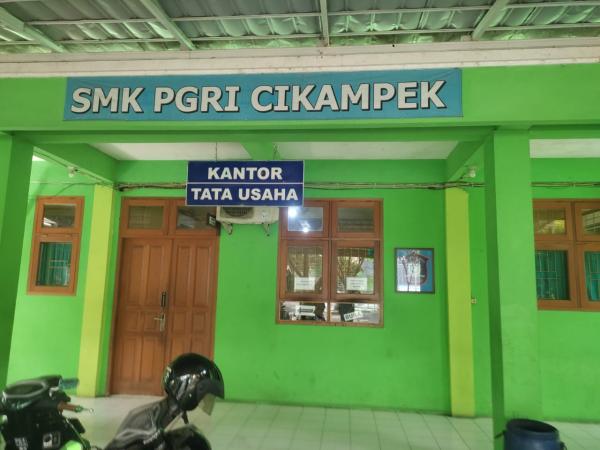 SMK PGRI CIKAMPEK
KANTOR
TATA USAHA